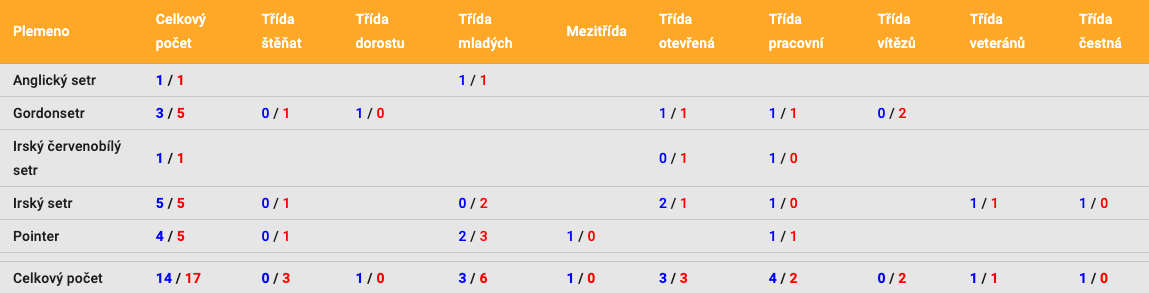 Plemeno Celkový počet Třída štěňat Třída dorostu Třída mladých Mezitřída Třída otevřená Třída pracovní Třída vítězů Třída veteránů Třída čestná
Anglický setr 1 / 1 1 / 1
Gordonsetr 3 / 5 0 / 1 1 / 0 1 / 1 1 / 1 0 / 2
Irský červenobílý setr 1 / 1 0 / 1 1 / 0
Irský setr 5 / 5 0 / 1 0 / 2 2 / 1 1 / 0 1 / 1 1 / 0
Pointer 4 / 5 0 / 1 2 / 3 1 / 0 1 / 1
Celkový počet 14 / 17 0 / 3 1 / 0 3 / 6 1 / 0 3 / 3 4 / 2 0 / 2 1 / 1 1 / 0